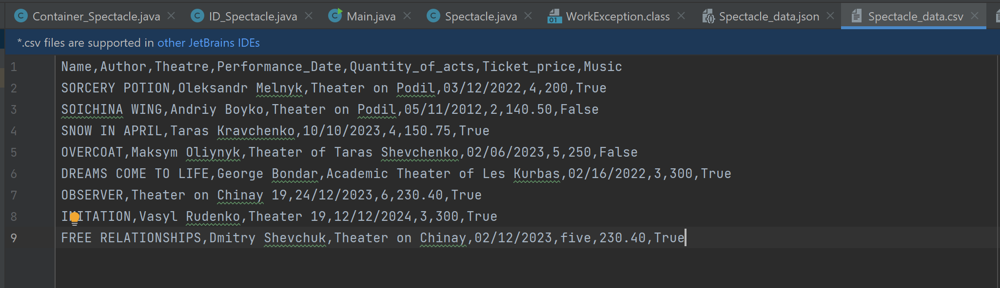 Container_Spectacle.java ID_Spectacle.java Main.java Spectacle.java WorkException.class Spectacle_data.json Spectacle_data.csv
*.csv files are supported in other JetBrains IDEs
1 Name,Author,Theatre,Performance_Date,Quantity_of_acts,Ticket_price,Music
2 SORCERY POTION,Oleksandr Melnyk,Theater on Podil,03/12/2022,4,200,True
3 SOICHINA WING,Andriy Boyko,Theater on Podil,05/11/2012,2,140.50,False
4 SNOW IN APRIL,Taras Kravchenko,10/10/2023,4,150.75,True
5 OVERCOAT,Maksym Oliynyk,Theater of Taras Shevchenko,02/06/2023,5,250,False
6 DREAMS COME TO LIFE,George Bondar,Academic Theater of Les Kurbas,02/16/2022,3,300,True
7 OBSERVER,Theater on Chinay 19,24/12/2023,6,230.40,True
8 IMITATION,Vasyl Rudenko,Theater 19,12/12/2024,3,300,True
9 FREE RELATIONSHIPS,Dmitry Shevchuk,Theater on Chinay,02/12/2023,five,230.40,True